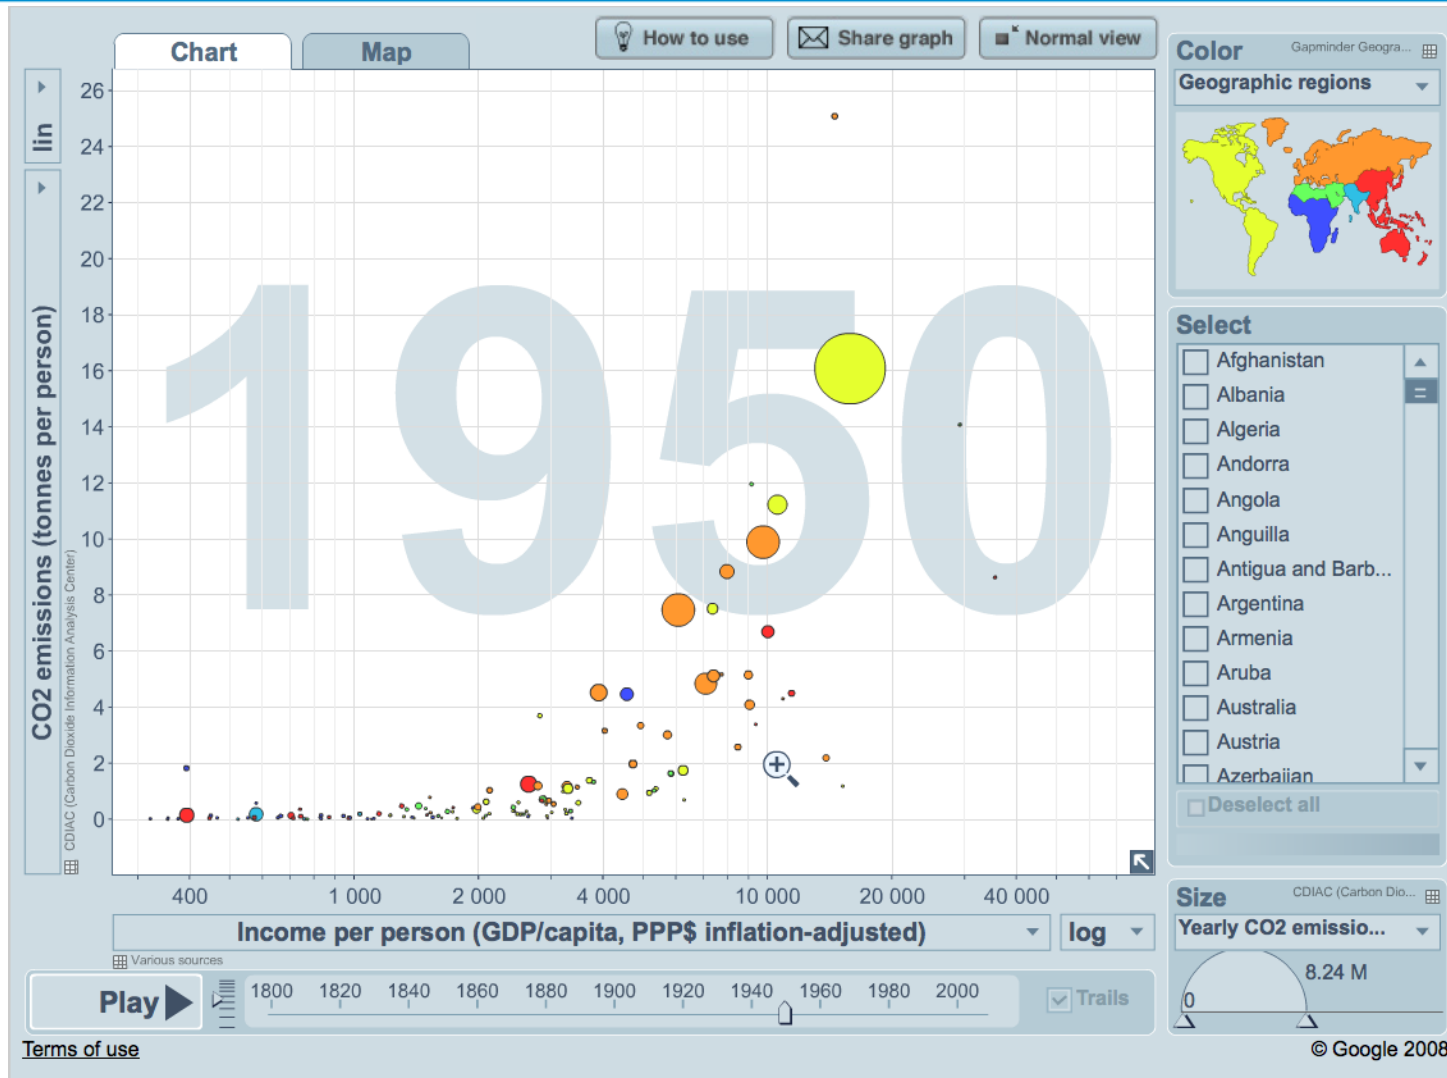 How to use
Share graph
Normal view
Chart
Map
lin
CO2 emissions (tonnes per person)
CDIAC (Carbon Dioxide Information Analysis Center)
26
24
22
20
18
16
14
12
10
8
6
4
2
0
1950
400
1 000
2 000
4 000
10 000
20 000
40 000
Income per person (GDP/capita, PPP$ inflation-adjusted)
log
Various sources
Play
1800 1820 1840 1860 1880 1900 1920 1940 1960 1980 2000
Trails
Terms of use
Color
Gapminder Geogra...
Geographic regions
Select
Afghanistan
Albania
Algeria
Andorra
Angola
Anguilla
Antigua and Barb...
Argentina
Armenia
Aruba
Australia
Austria
Azerbaijan
Deselect all
Size
CDIAC (Carbon Dio...
Yearly CO2 emissio...
8.24 M
0
© Google 2008